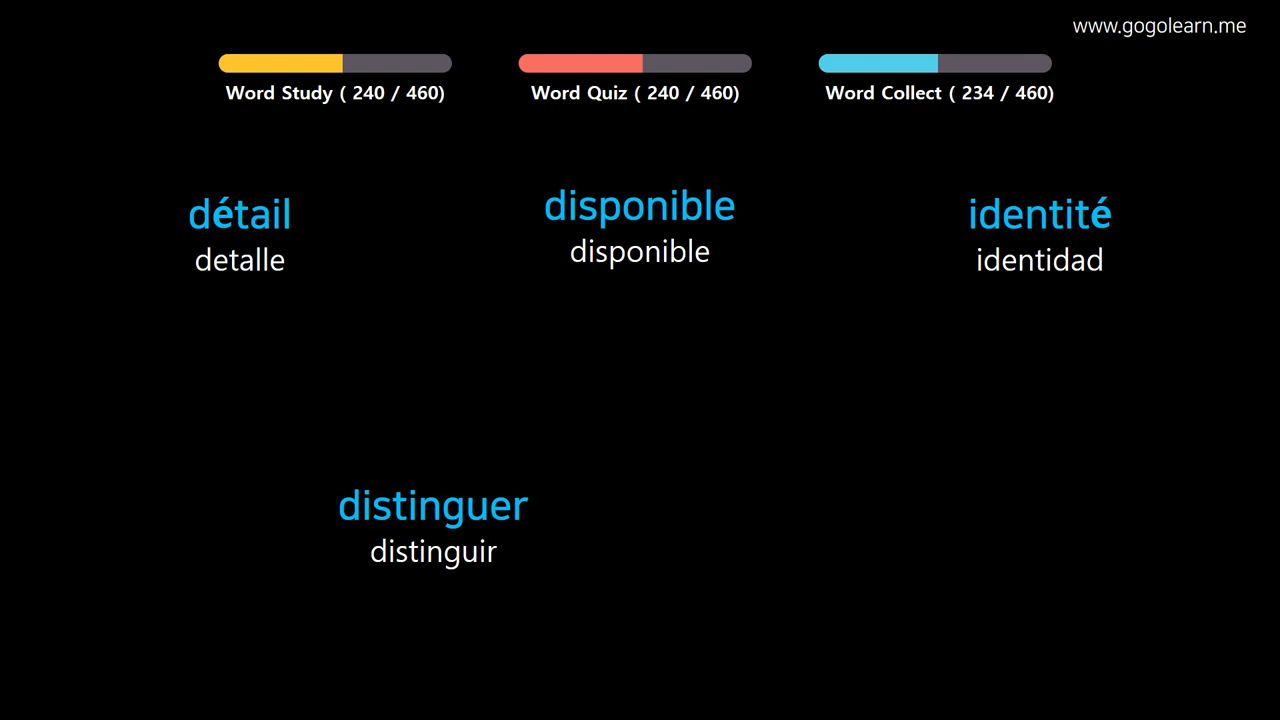 www.gogolearn.me
Word Study ( 240 / 460)
Word Quiz ( 240 / 460)
Word Collect ( 234 / 460)
détail
detalle
disponible
disponible
identité
identidad
distinguer
distinguir